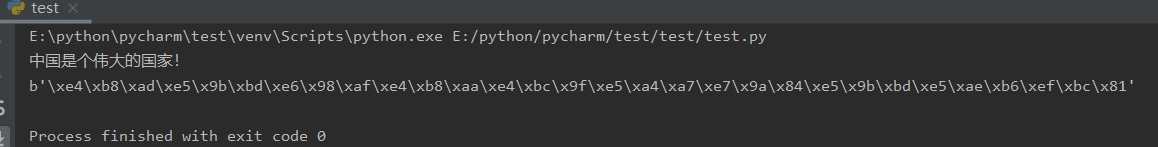 test
E:\python\pycharm\test\venv\Scripts\python.exe E:/python/pycharm/test/test/test.py
中国是个伟大的国家！
b'\xe4\xb8\xad\xe5\x9b\xbd\xe6\x98\xaf\xe4\xb8\xaa\xe4\xbc\x9f\xe5\xa4\xa7\xe7\x9a\x84\xe5\x9b\xbd\xe5\xae\xb6\xef\xbc\x81'
Process finished with exit code 0